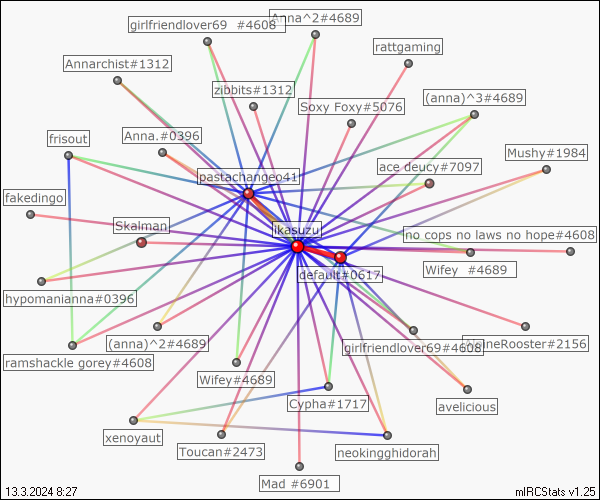 Anna^2#4689
girlfriendlover69 #4608
rattgaming
Annarchist#1312
zibbits#1312
Soxy Foxy#5076
(anna)^3#4689
frisout
Anna.#0396
Mushy#1984
ace deucy#7097
pastachangeo41
fakedingo
Skalman
ikasuzu
no cops no laws no hope#4608
Wifey #4689
default#0617
hypomanianna#0396
(anna)^2#4689
girlfriendlover69#4608
#2156
ramshackle gorey#4608
Wifey#4689
Cypha#1717
avelicious
xenoyaut
Toucan#2473
neokingghidorah
Mad #6901
13.3.2024 8:27
mIRCStats v1.25